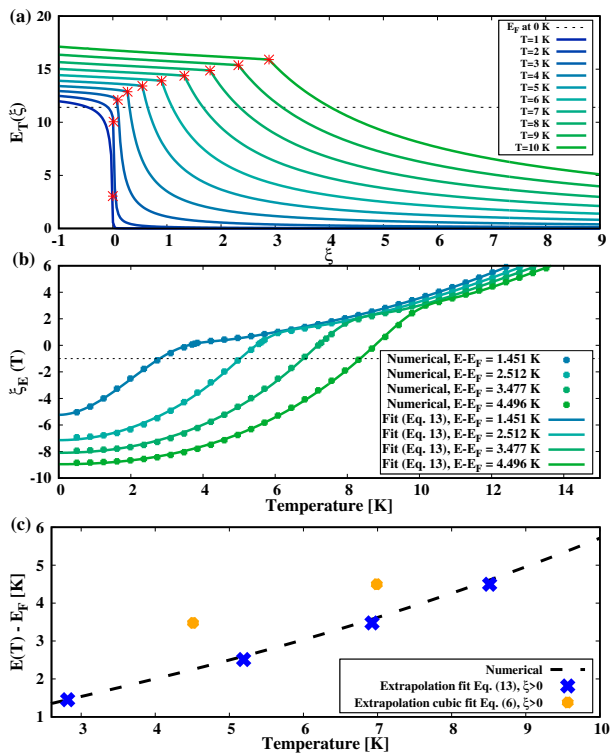 (a)
20
15
10
5
0
E_T(ξ)
E_F at 0 K
T=1 K
T=2 K
T=3 K
T=4 K
T=5 K
T=6 K
T=7 K
T=8 K
T=9 K
T=10 K
-1 0 1 2 3 4 5 6 7 8 9
ξ
(b)
6
4
2
0
-2
-4
-6
-8
-10
ξ_E (T)
Numerical, E-E_F = 1.451 K
Numerical, E-E_F = 2.512 K
Numerical, E-E_F = 3.477 K
Numerical, E-E_F = 4.496 K
Fit (Eq. 13), E-E_F = 1.451 K
Fit (Eq. 13), E-E_F = 2.512 K
Fit (Eq. 13), E-E_F = 3.477 K
Fit (Eq. 13), E-E_F = 4.496 K
0 2 4 6 8 10 12 14
Temperature [K]
(c)
6
5
4
3
2
1
E(T) - E_F [K]
Numerical
Extrapolation fit Eq. (13), ξ>0
Extrapolation cubic fit Eq. (6), ξ>0
3 4 5 6 7 8 9 10
Temperature [K]